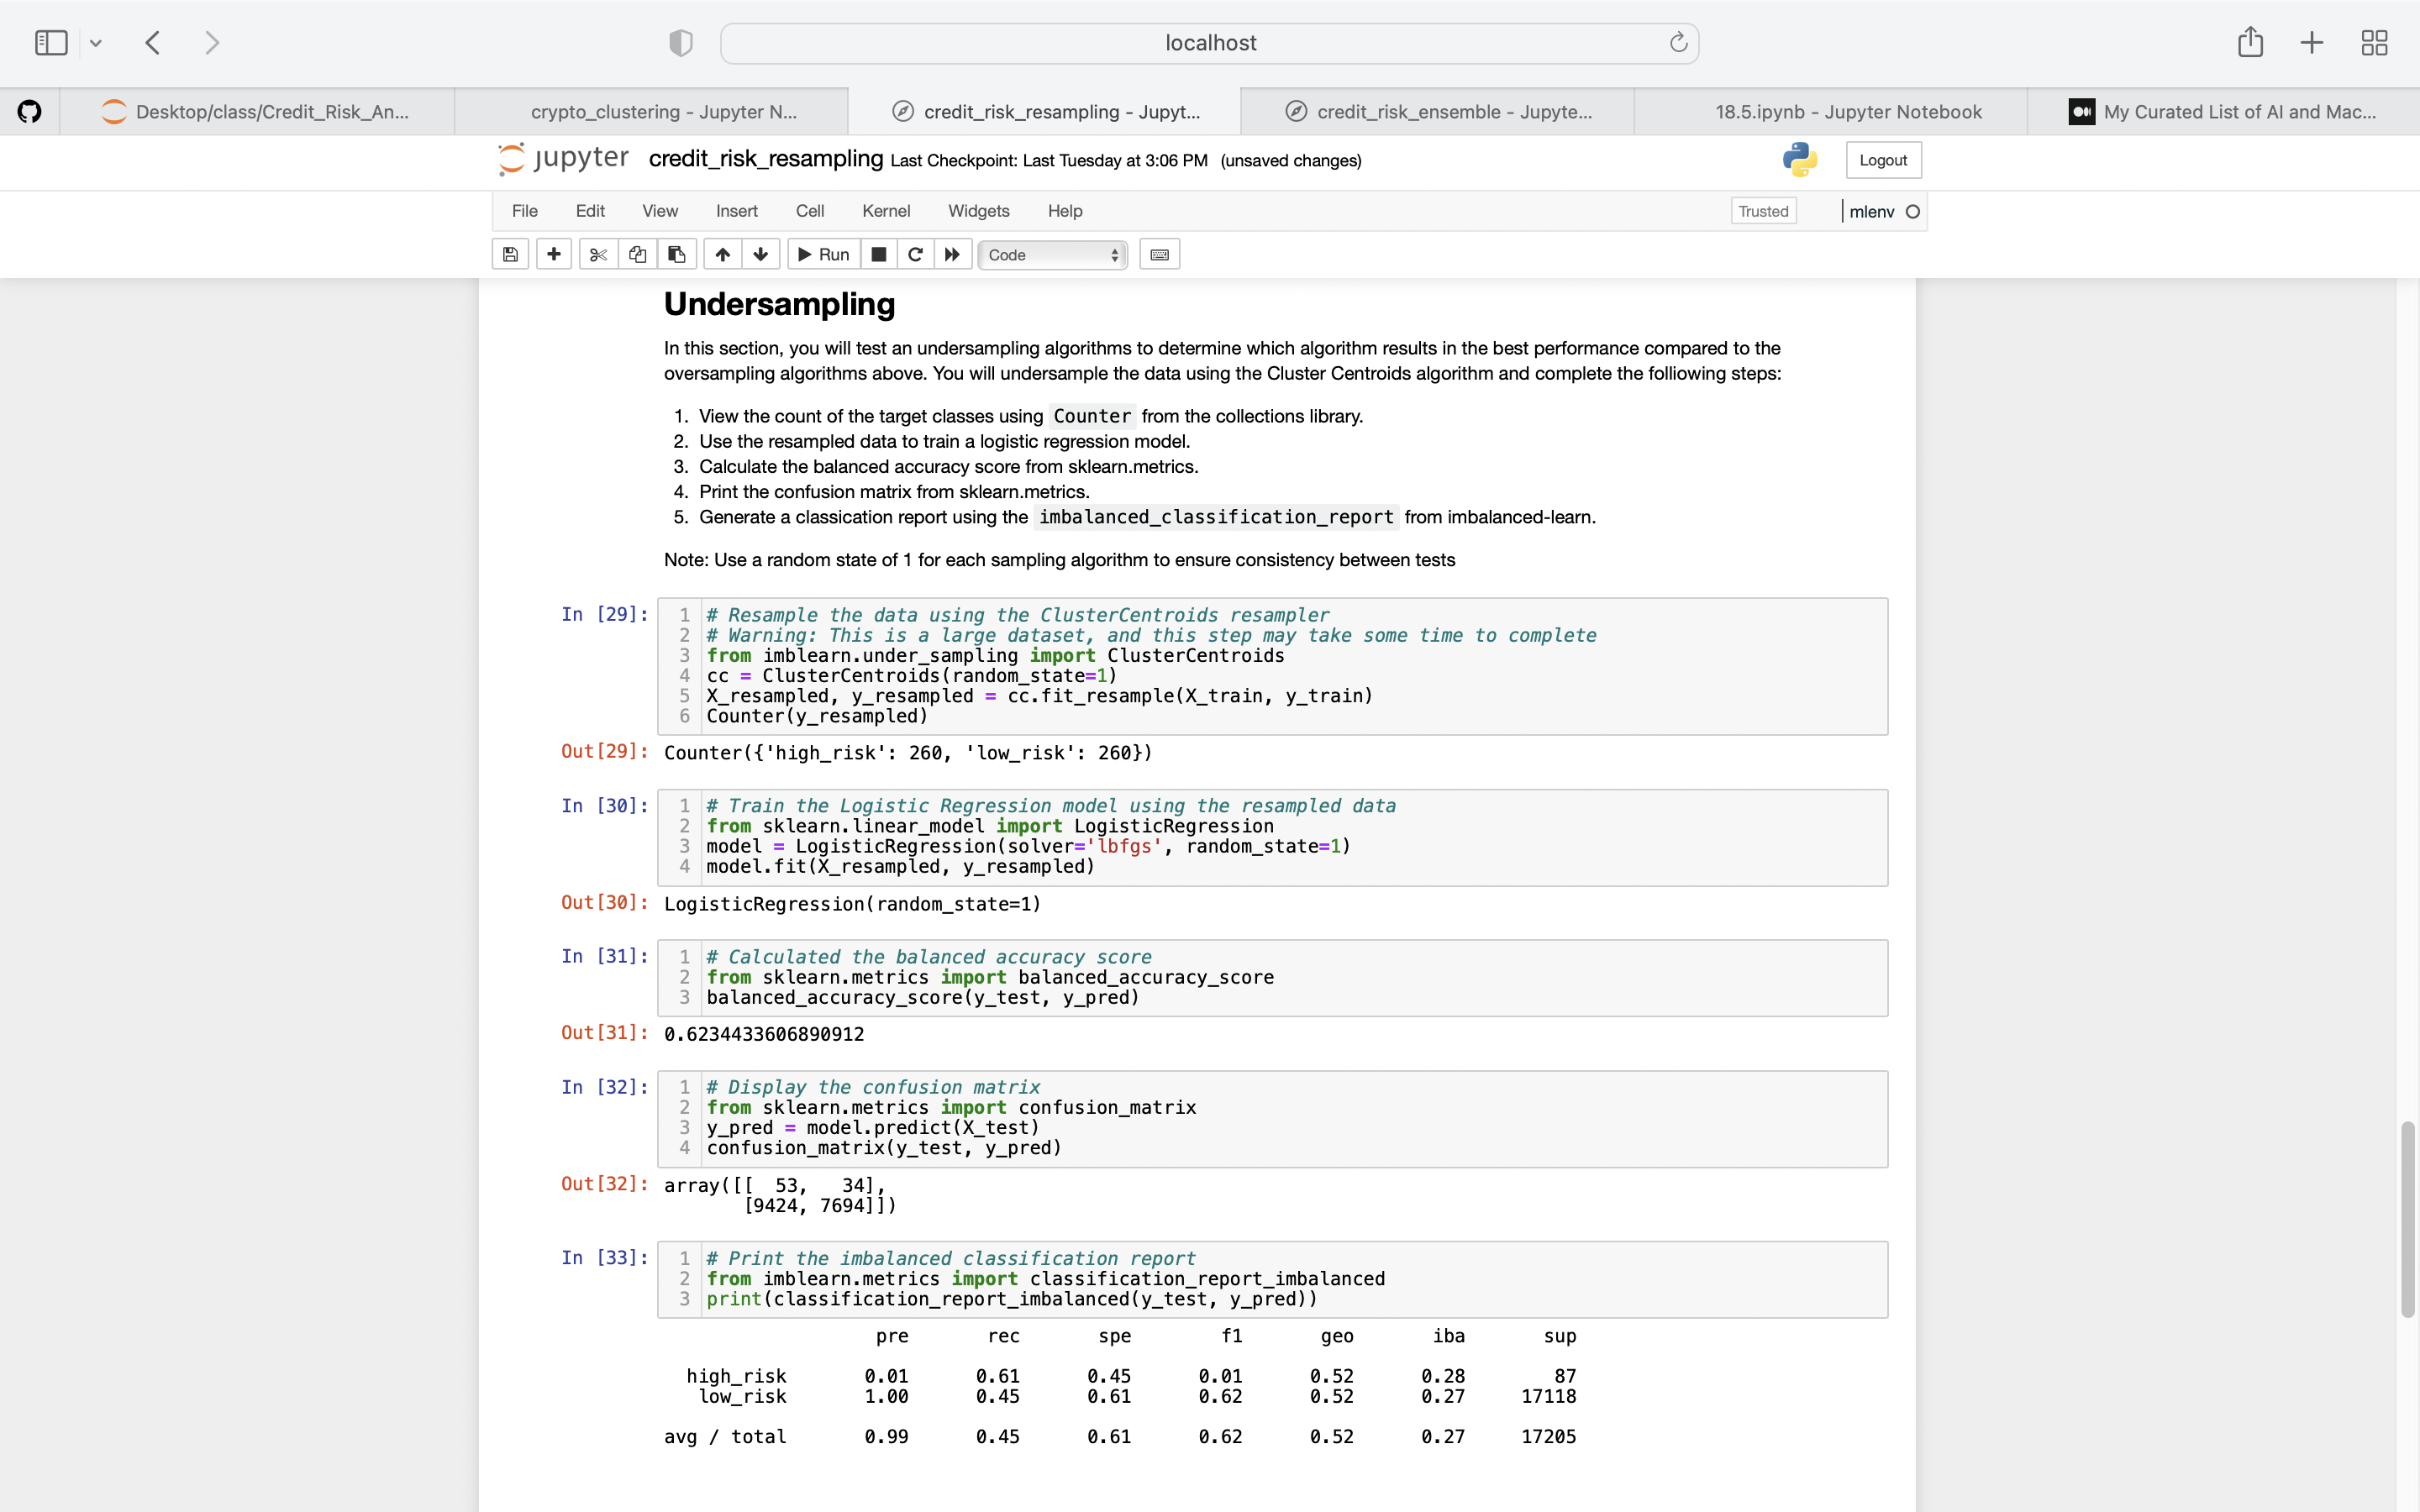 localhost
Desktop/class/Credit_Risk_An...
crypto_clustering - Jupyter N...
credit_risk_resampling - Jupyt...
credit_risk_ensemble - Jupyte...
18.5.ipynb - Jupyter Notebook
My Curated List of AI and Mac...
jupyter credit_risk_resampling Last Checkpoint: Last Tuesday at 3:06 PM (unsaved changes)
Logout
File Edit View Insert Cell Kernel Widgets Help
Trusted
mlenv
Run
Code
Undersampling
In this section, you will test an undersampling algorithms to determine which algorithm results in the best performance compared to the
oversampling algorithms above. You will undersample the data using the Cluster Centroids algorithm and complete the folliowing steps:
1. View the count of the target classes using Counter from the collections library.
2. Use the resampled data to train a logistic regression model.
3. Calculate the balanced accuracy score from sklearn.metrics.
4. Print the confusion matrix from sklearn.metrics.
5. Generate a classication report using the imbalanced_classification_report from imbalanced-learn.
Note: Use a random state of 1 for each sampling algorithm to ensure consistency between tests
In [29]:
1 # Resample the data using the ClusterCentroids resampler
2 # Warning: This is a large dataset, and this step may take some time to complete
3 from imblearn.under_sampling import ClusterCentroids
4 cc = ClusterCentroids(random_state=1)
5 X_resampled, y_resampled = cc.fit_resample(X_train, y_train)
6 Counter(y_resampled)
Out[29]: Counter({'high_risk': 260, 'low_risk': 260})
In [30]:
1 # Train the Logistic Regression model using the resampled data
2 from sklearn.linear_model import LogisticRegression
3 model = LogisticRegression(solver='lbfgs', random_state=1)
4 model.fit(X_resampled, y_resampled)
Out[30]: LogisticRegression(random_state=1)
In [31]:
1 # Calculated the balanced accuracy score
2 from sklearn.metrics import balanced_accuracy_score
3 balanced_accuracy_score(y_test, y_pred)
Out[31]: 0.6234433606890912
In [32]:
1 # Display the confusion matrix
2 from sklearn.metrics import confusion_matrix
3 y_pred = model.predict(X_test)
4 confusion_matrix(y_test, y_pred)
Out[32]: array([[  53,   34],
[9424, 7694]])
In [33]:
1 # Print the imbalanced classification report
2 from imblearn.metrics import classification_report_imbalanced
3 print(classification_report_imbalanced(y_test, y_pred))
pre rec spe f1 geo iba sup
high_risk 0.01 0.61 0.45 0.01 0.52 0.28 87
low_risk 1.00 0.45 0.61 0.62 0.52 0.27 17118
avg / total 0.99 0.45 0.61 0.62 0.52 0.27 17205